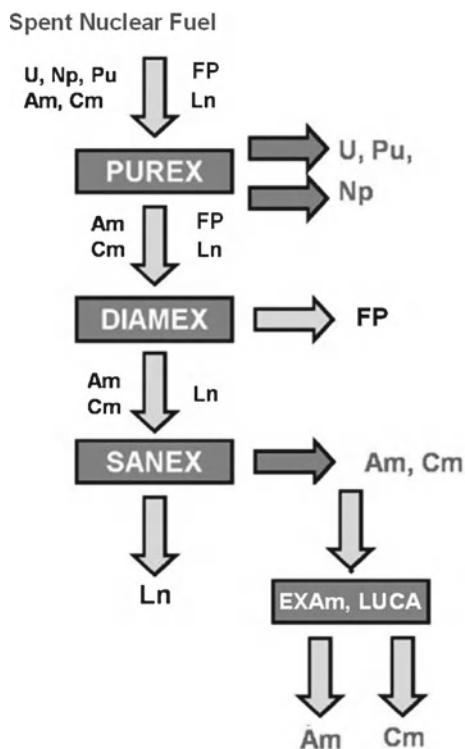 Spent Nuclear Fuel
U, Np, Pu FP
Am, Cm Ln
PUREX
U, Pu,
Np
Am FP
Cm Ln
DIAMEX
FP
Am
Cm Ln
SANEX
Am, Cm
Ln
EXAm, LUCA
Am Cm